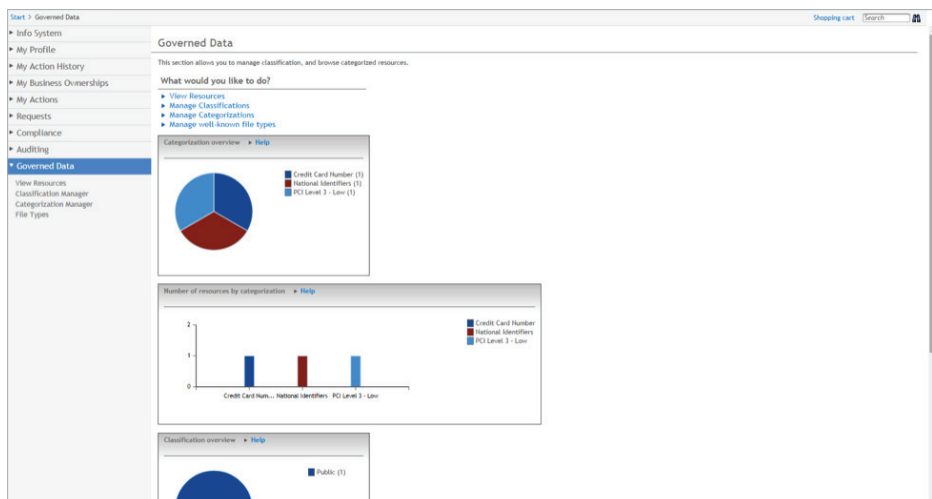 Start > Governed Data
Shopping cart
Search
Info System
My Profile
My Action History
My Business Ownerships
My Actions
Requests
Compliance
Auditing
Governed Data
View Resources
Classification Manager
Categorization Manager
File Types
Governed Data
This section allows you to manage classification, and browse categorized resources.
What would you like to do?
View Resources
Manage Classifications
Manage Categorizations
Manage well-known file types
Categorization overview Help
Credit Card Number (1)
National Identifiers (1)
PCI Level 3 - Low (1)
Number of resources by categorization Help
Credit Card Number
National Identifiers
PCI Level 3 - Low
2
1
0
Credit Card Num... National Identifiers PCI Level 3 - Low
Classification overview Help
Public (1)